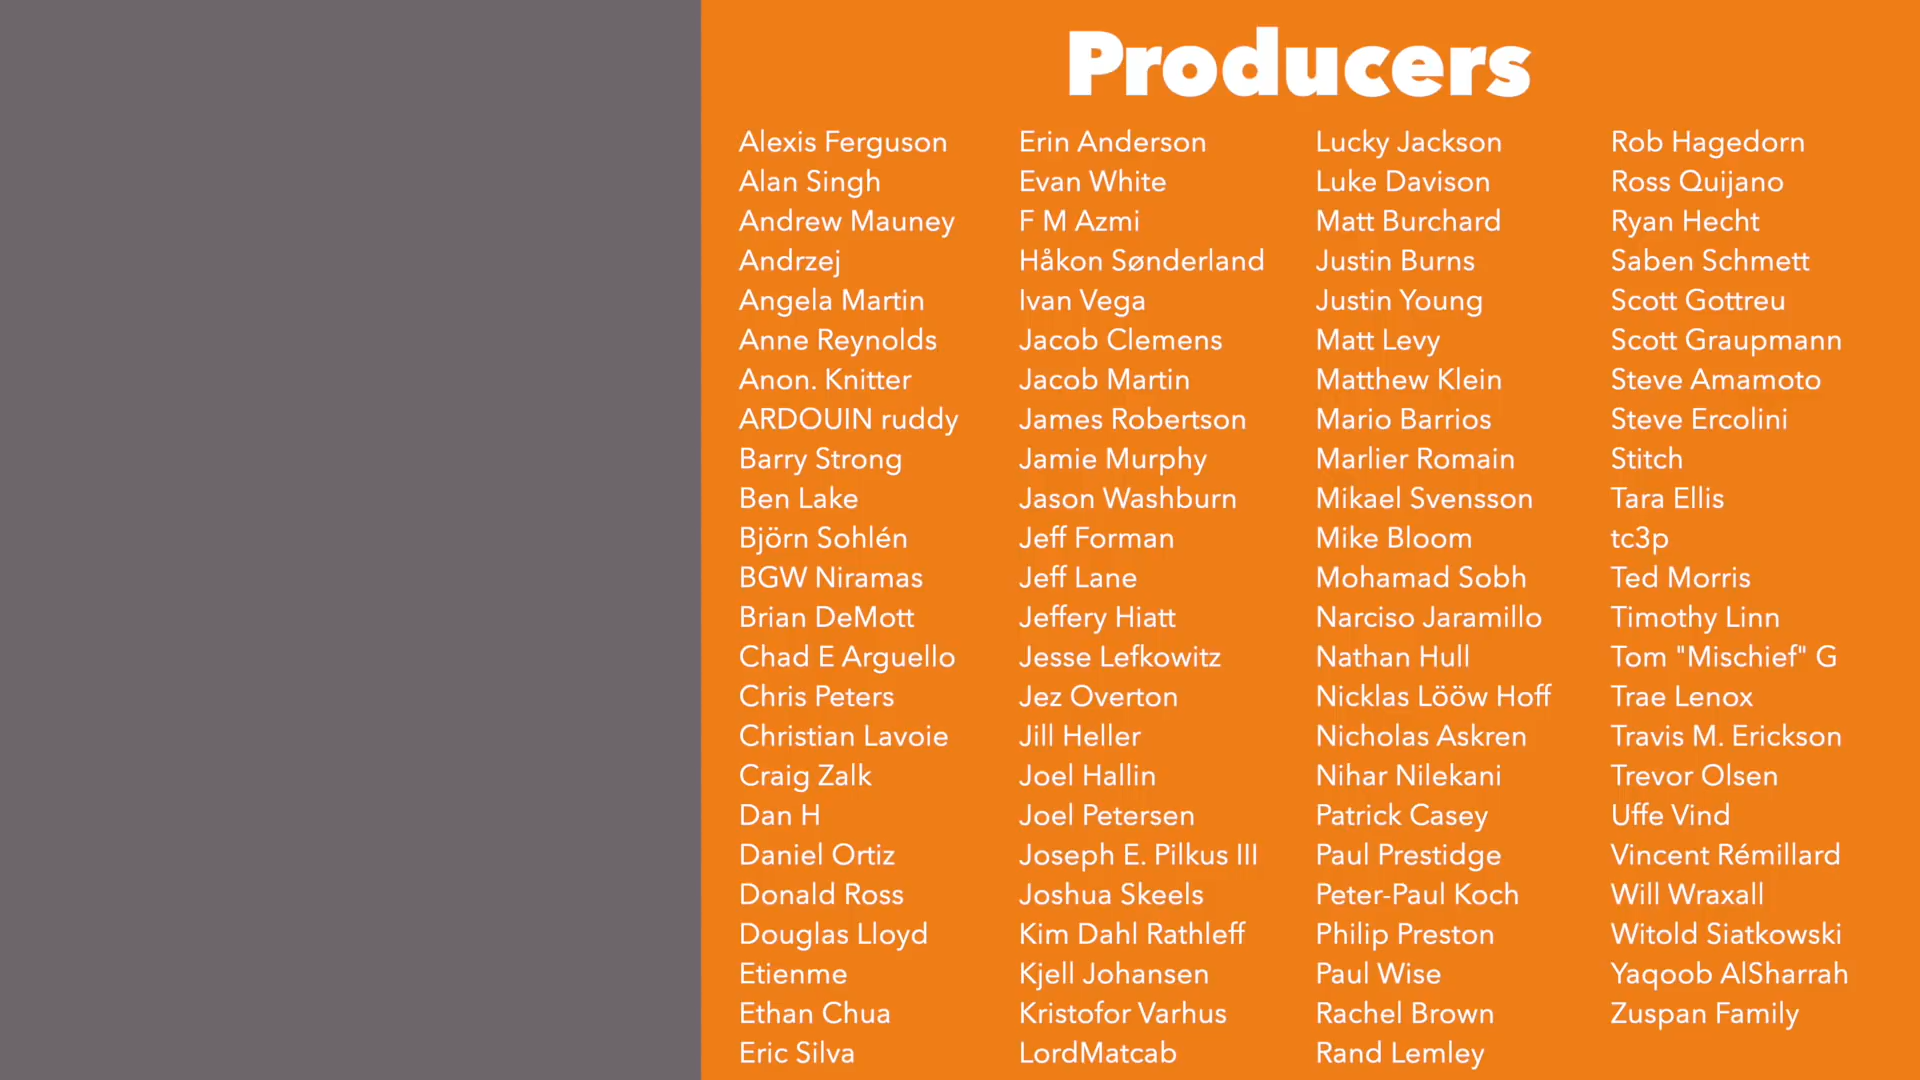 Producers
Alexis Ferguson
Alan Singh
Andrew Mauney
Andrzej
Angela Martin
Anne Reynolds
Anon. Knitter
ARDOUIN ruddy
Barry Strong
Ben Lake
Björn Sohlén
BGW Niramas
Brian DeMott
Chad E Arguello
Chris Peters
Christian Lavoie
Craig Zalk
Dan H
Daniel Ortiz
Donald Ross
Douglas Lloyd
Etienme
Ethan Chua
Eric Silva
Erin Anderson
Evan White
F M Azmi
Håkon Sønderland
Ivan Vega
Jacob Clemens
Jacob Martin
James Robertson
Jamie Murphy
Jason Washburn
Jeff Forman
Jeff Lane
Jeffery Hiatt
Jesse Lefkowitz
Jez Overton
Jill Heller
Joel Hallin
Joel Petersen
Joseph E. Pilkus III
Joshua Skeels
Kim Dahl Rathleff
Kjell Johansen
Kristofor Varhus
LordMatcab
Lucky Jackson
Luke Davison
Matt Burchard
Justin Burns
Justin Young
Matt Levy
Matthew Klein
Mario Barrios
Marlier Romain
Mikael Svensson
Mike Bloom
Mohamad Sobh
Narciso Jaramillo
Nathan Hull
Nicklas Lööw Hoff
Nicholas Askren
Nihar Nilekani
Patrick Casey
Paul Prestidge
Peter-Paul Koch
Philip Preston
Paul Wise
Rachel Brown
Rand Lemley
Rob Hagedorn
Ross Quijano
Ryan Hecht
Saben Schmett
Scott Gottreu
Scott Graupmann
Steve Amamoto
Steve Ercolini
Stitch
Tara Ellis
tc3p
Ted Morris
Timothy Linn
Tom "Mischief" G
Trae Lenox
Travis M. Erickson
Trevor Olsen
Uffe Vind
Vincent Rémillard
Will Wraxall
Witold Siatkowski
Yaqoob AlSharrah
Zuspan Family